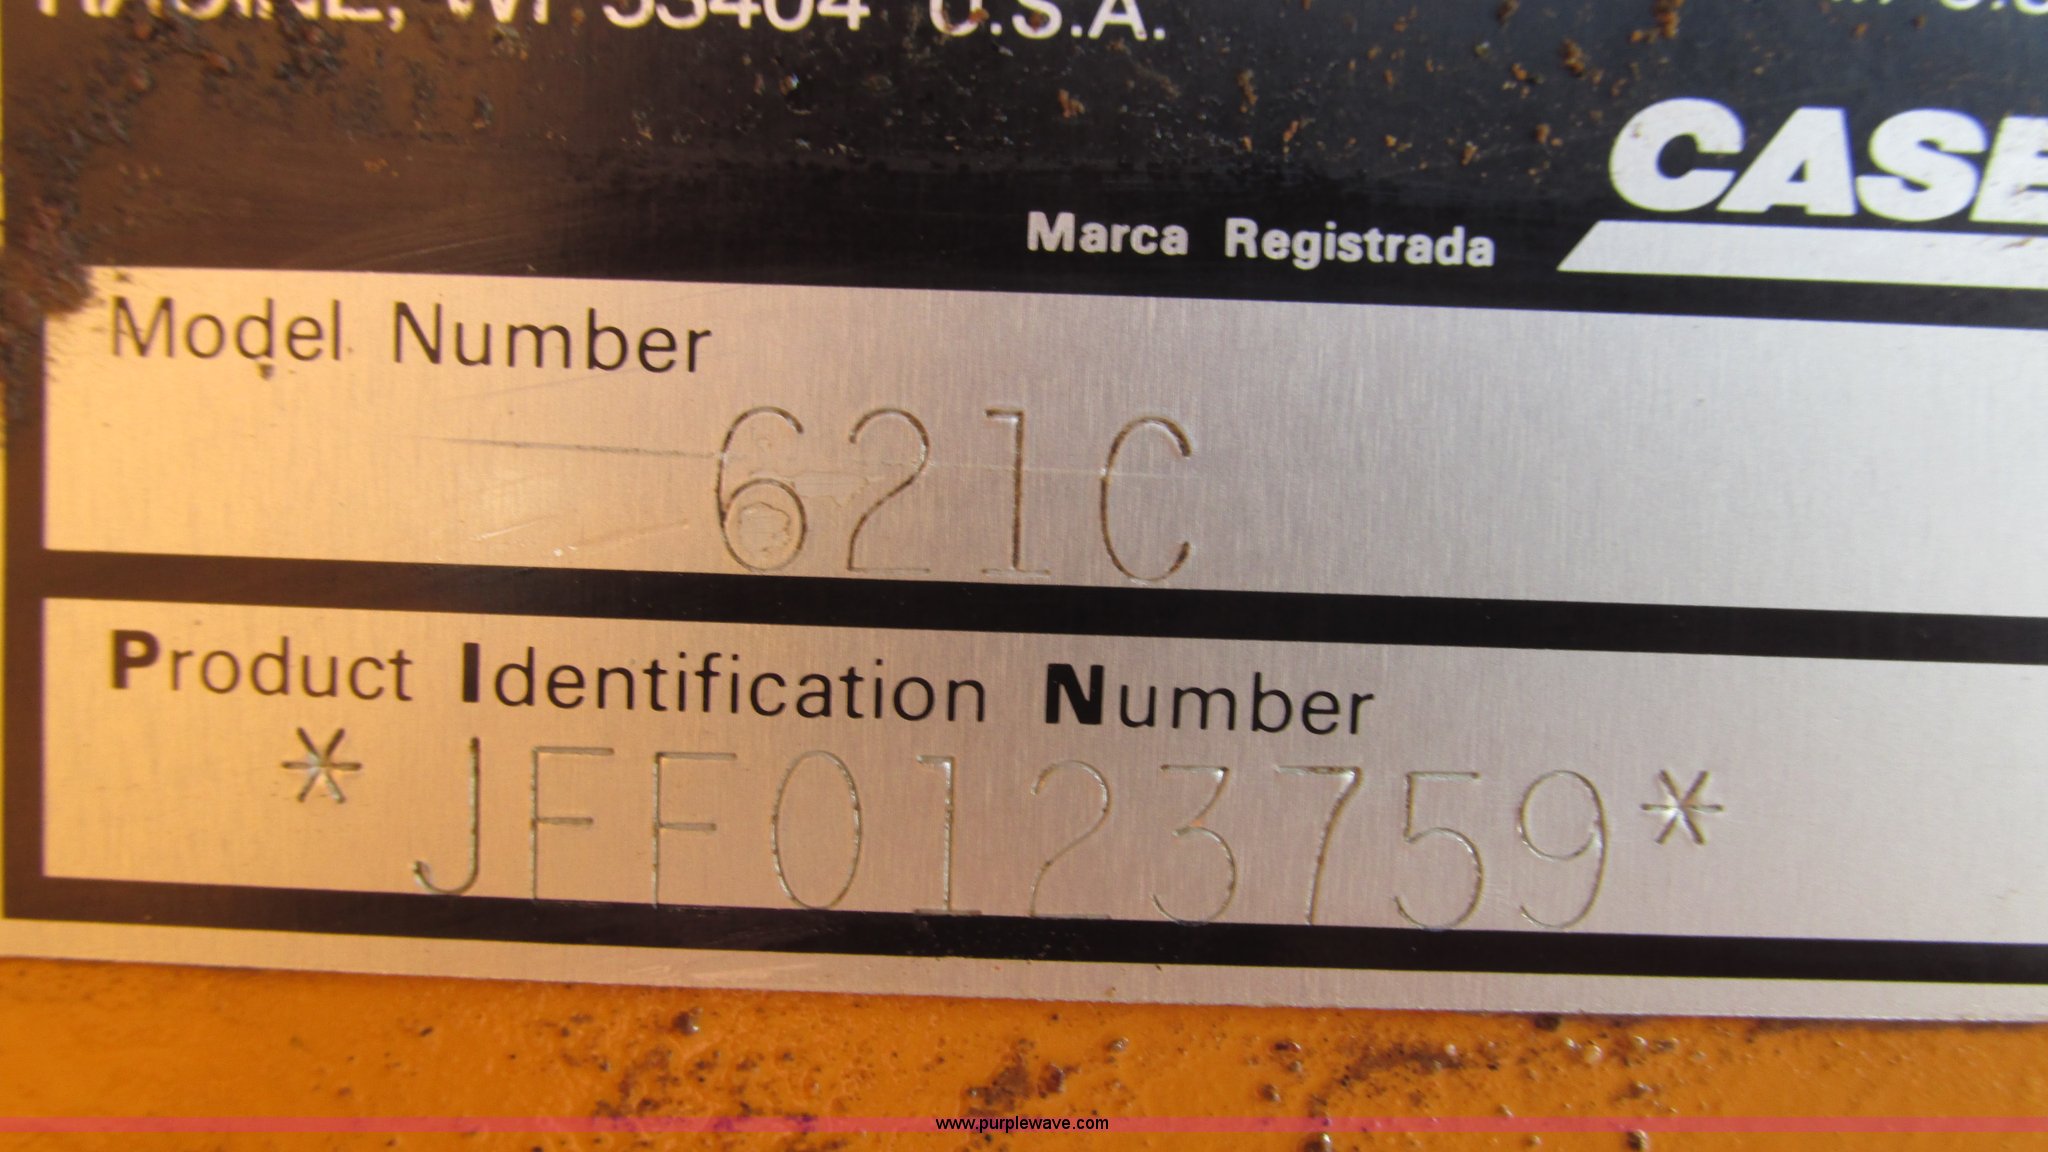 RACINE, WI 53404 U.S.A.
CASE
Marca Registrada
Model Number
621C
Product Identification Number
*JFF0123759*
www.purplewave.com